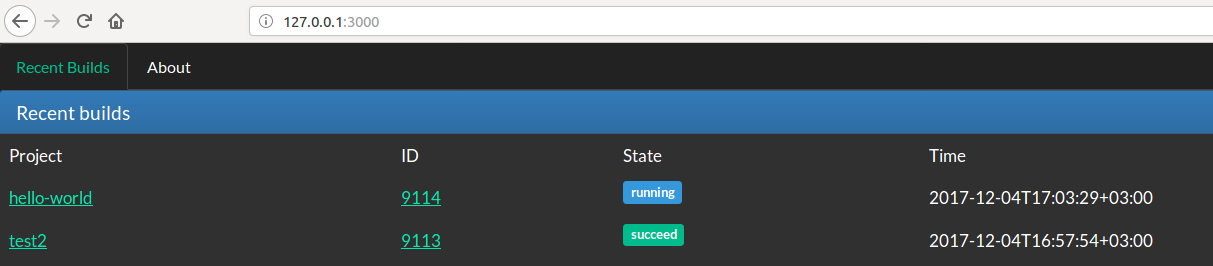 127.0.0.1:3000
Recent Builds About
Recent builds
Project ID State Time
hello-world 9114 running 2017-12-04T17:03:29+03:00
test2 9113 succeed 2017-12-04T16:57:54+03:00